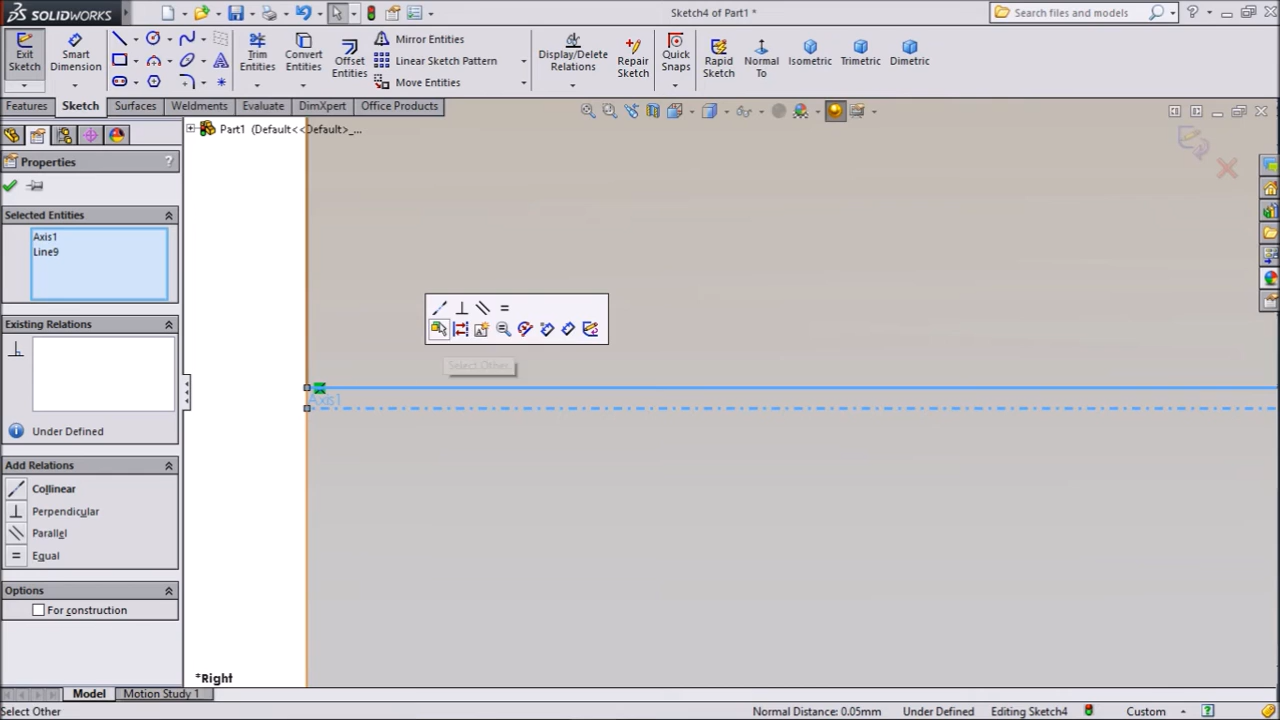 SOLIDWORKS
Sketch4 of Part1 *
Search files and models
Exit Sketch
Smart Dimension
Trim Entities
Convert Entities
Offset Entities
Mirror Entities
Linear Sketch Pattern
Move Entities
Display/Delete Relations
Repair Sketch
Quick Snaps
Rapid Sketch
Normal To
Isometric
Trimetric
Dimetric
Features
Sketch
Surfaces
Weldments
Evaluate
DimXpert
Office Products
Part1 (Default<<Default>_...
Properties
?
Selected Entities
Axis1
Line9
Existing Relations
Under Defined
Add Relations
Collinear
Perpendicular
Parallel
Equal
Options
For construction
Select Other
Axis1
*Right
Model
Motion Study 1
Select Other
Normal Distance: 0.05mm
Under Defined
Editing Sketch4
Custom